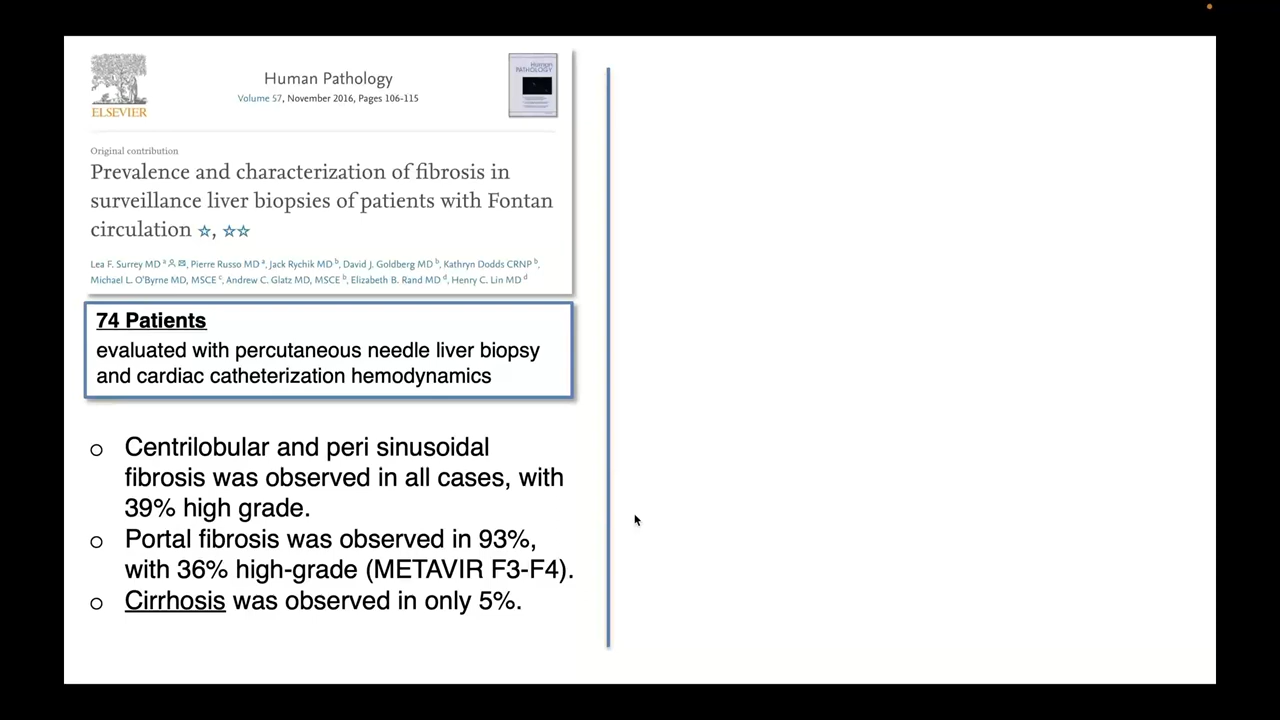 Human Pathology
Volume 57, November 2016, Pages 106-115
Human
PATHOLOGY
ELSEVIER
Original contribution
Prevalence and characterization of fibrosis in
surveillance liver biopsies of patients with Fontan
circulation ☆, ☆☆
Lea F. Surrey MD ᵃ, Pierre Russo MD ᵃ, Jack Rychik MD ᵇ, David J. Goldberg MD ᵇ, Kathryn Dodds CRNP ᵇ,
Michael L. O'Byrne MD, MSCE ᶜ, Andrew C. Glatz MD, MSCE ᵇ, Elizabeth B. Rand MD ᵈ, Henry C. Lin MD ᵈ
74 Patients
evaluated with percutaneous needle liver biopsy
and cardiac catheterization hemodynamics
o Centrilobular and peri sinusoidal
fibrosis was observed in all cases, with
39% high grade.
o Portal fibrosis was observed in 93%,
with 36% high-grade (METAVIR F3-F4).
o Cirrhosis was observed in only 5%.